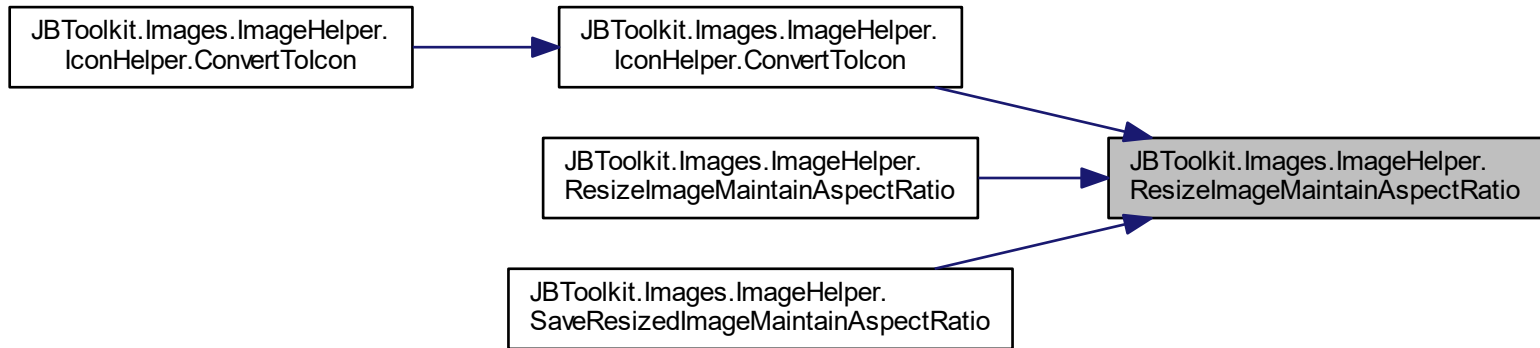 JBToolkit.Images.ImageHelper.
IconHelper.ConvertToIcon
JBToolkit.Images.ImageHelper.
IconHelper.ConvertToIcon
JBToolkit.Images.ImageHelper.
ResizeImageMaintainAspectRatio
JBToolkit.Images.ImageHelper.
ResizeImageMaintainAspectRatio
JBToolkit.Images.ImageHelper.
SaveResizedImageMaintainAspectRatio